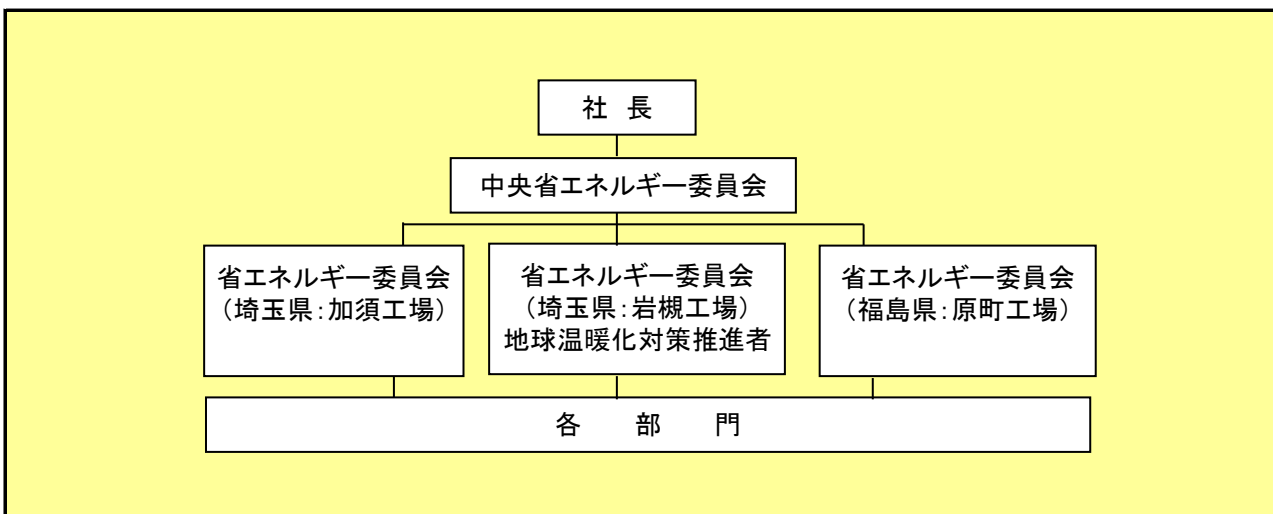 社 長
中央省エネルギー委員会
省エネルギー委員会
（埼玉県：加須工場）
省エネルギー委員会
（埼玉県：岩槻工場）
地球温暖化対策推進者
省エネルギー委員会
（福島県：原町工場）
各 部 門